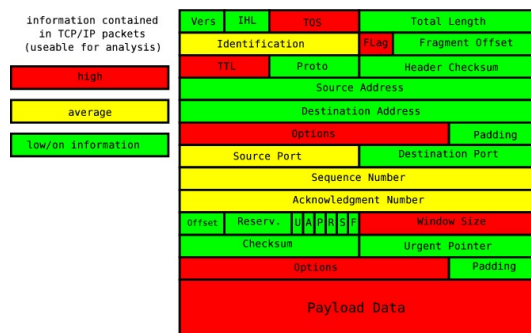 information contained
in TCP/IP packets
(useable for analysis)
high
average
low/on information
Vers IHL TOS Total Length
Identification FLag Fragment Offset
TTL Proto Header Checksum
Source Address
Destination Address
Options Padding
Source Port Destination Port
Sequence Number
Acknowledgment Number
Offset Reserv. U A P R S F Window Size
Checksum Urgent Pointer
Options Padding
Payload Data